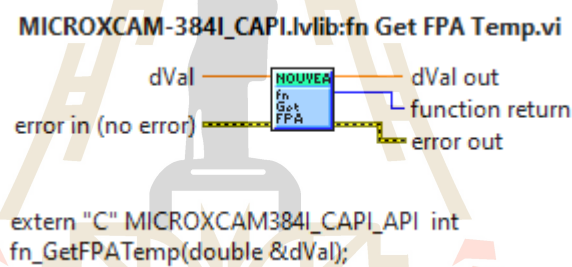 MICROXCAM-384I_CAPI.lvlib:fn Get FPA Temp.vi
dVal
NOUVEA
dVal out
fn
Get
FPA
function return
error in (no error)
error out
extern "C" MICROXCAM384I_CAPI_API int
fn_GetFPATemp(double &dVal);